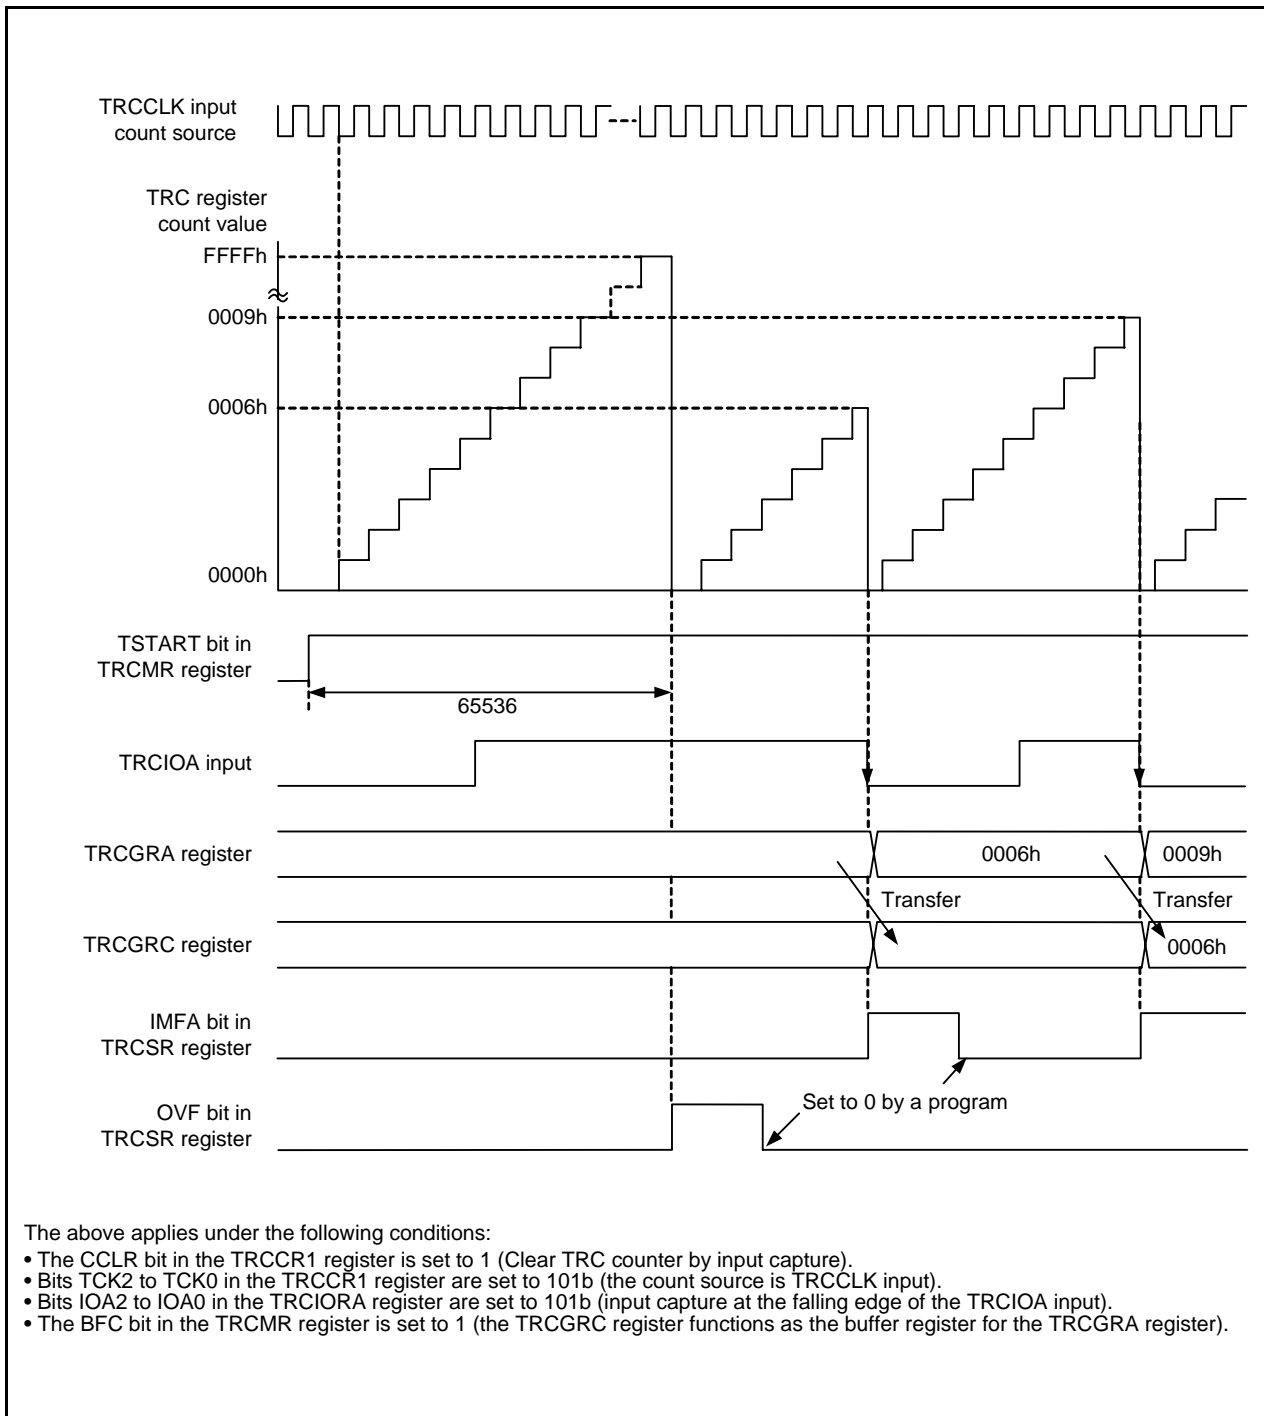 TRCCLK input
count source
TRC register
count value
FFFFh
0009h
0006h
0000h
TSTART bit in
TRCMR register
65536
TRCIOA input
TRCGRA register
0006h
0009h
Transfer
Transfer
TRCGRC register
0006h
IMFA bit in
TRCSR register
Set to 0 by a program
OVF bit in
TRCSR register
The above applies under the following conditions:
• The CCLR bit in the TRCCR1 register is set to 1 (Clear TRC counter by input capture).
• Bits TCK2 to TCK0 in the TRCCR1 register are set to 101b (the count source is TRCCLK input).
• Bits IOA2 to IOA0 in the TRCIORA register are set to 101b (input capture at the falling edge of the TRCIOA input).
• The BFC bit in the TRCMR register is set to 1 (the TRCGRC register functions as the buffer register for the TRCGRA register).